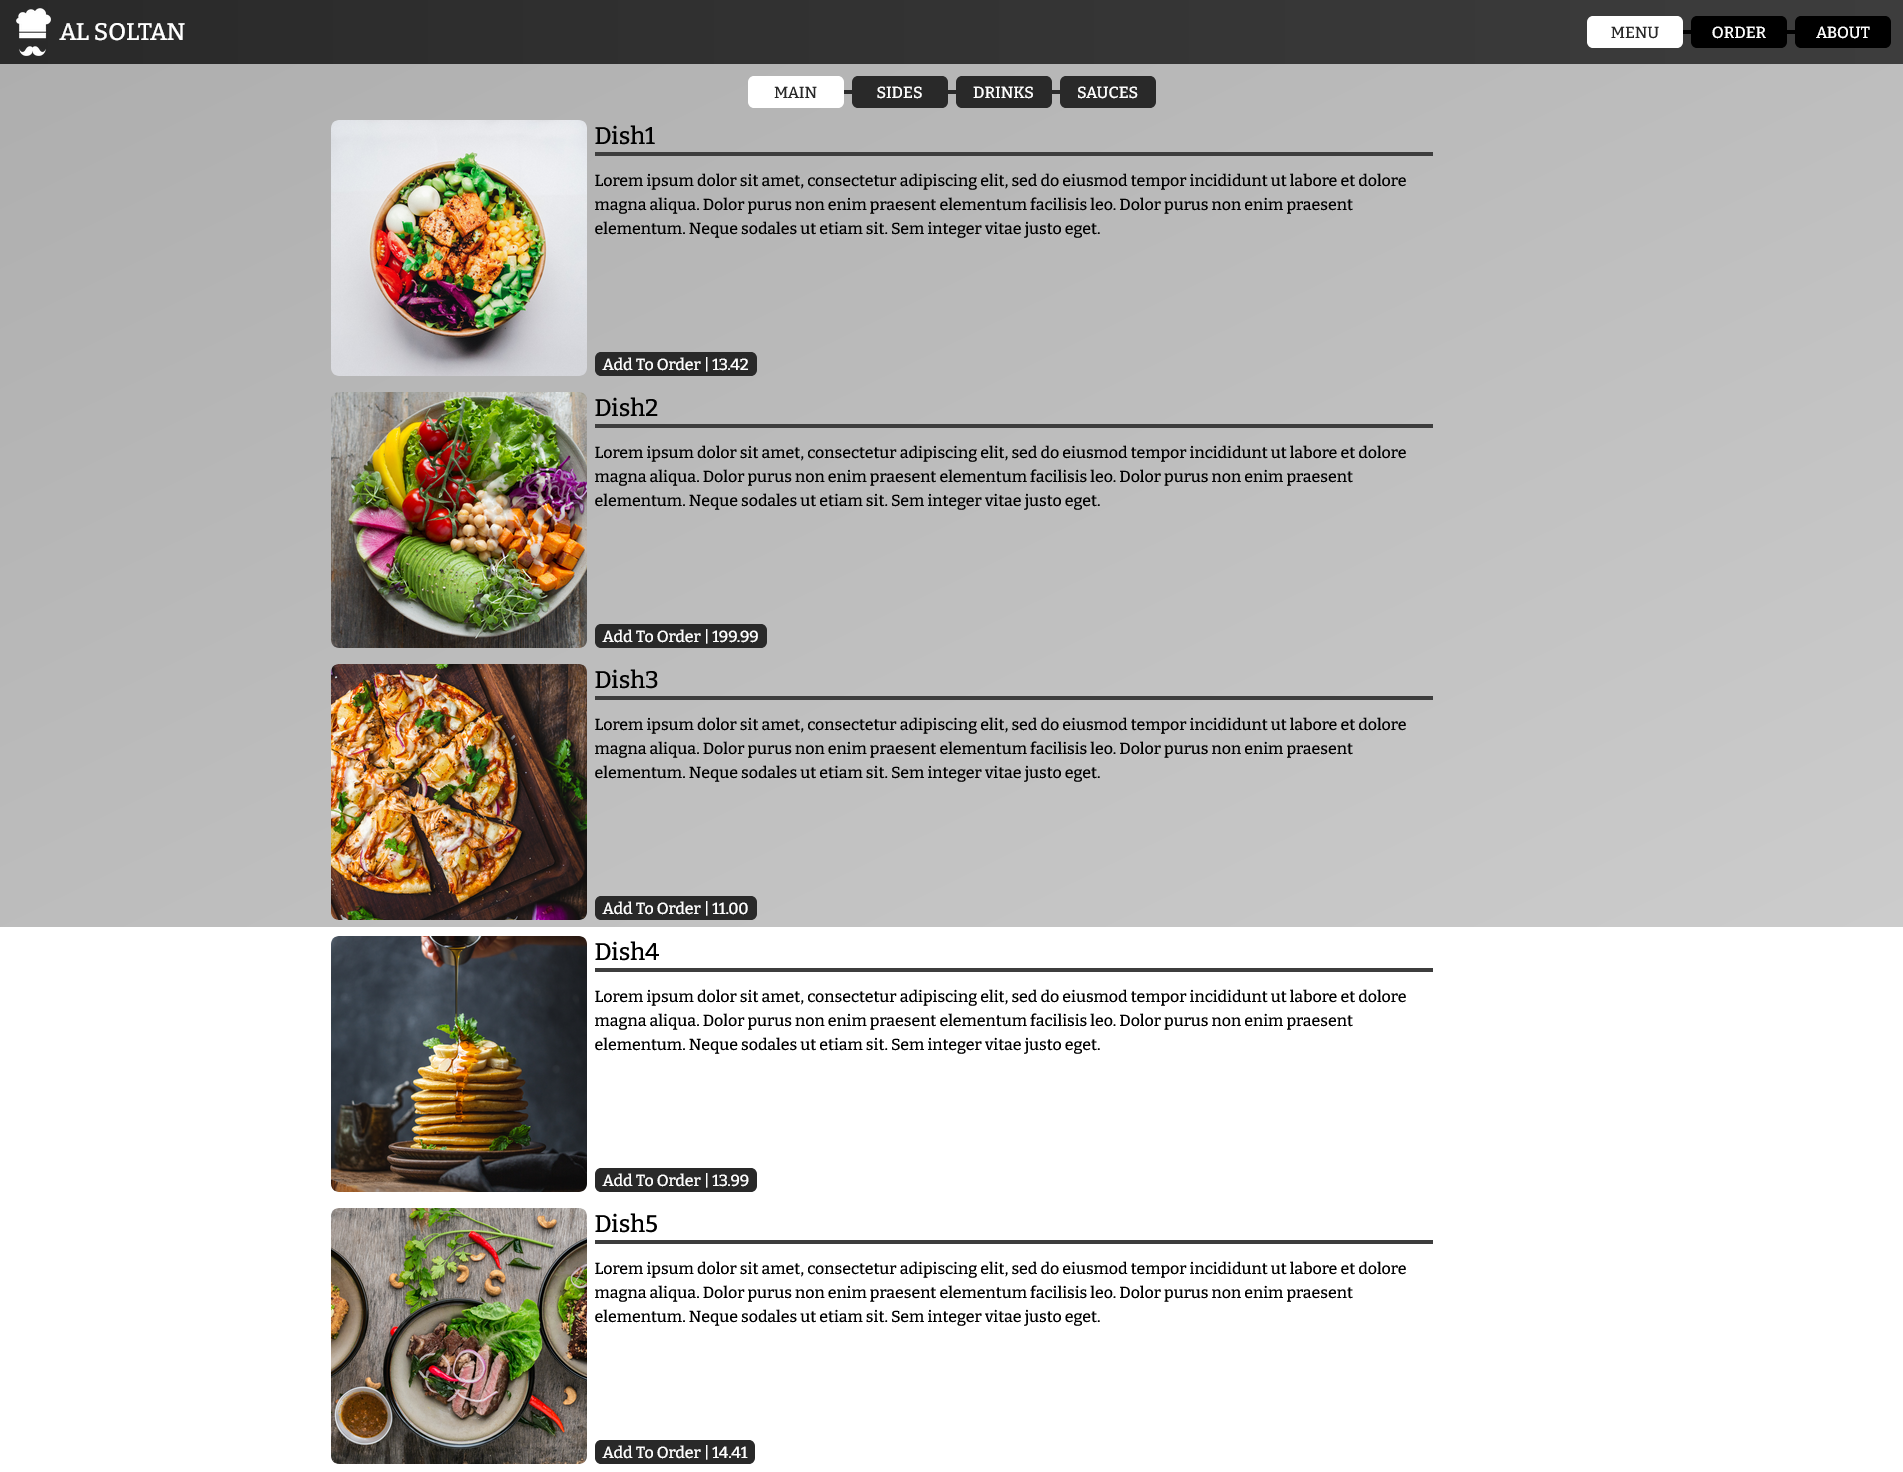 AL SOLTAN
MENU
ORDER
ABOUT
MAIN
SIDES
DRINKS
SAUCES
Dish1
Lorem ipsum dolor sit amet, consectetur adipiscing elit, sed do eiusmod tempor incididunt ut labore et dolore
magna aliqua. Dolor purus non enim praesent elementum facilisis leo. Dolor purus non enim praesent
elementum. Neque sodales ut etiam sit. Sem integer vitae justo eget.
Add To Order | 13.42
Dish2
Lorem ipsum dolor sit amet, consectetur adipiscing elit, sed do eiusmod tempor incididunt ut labore et dolore
magna aliqua. Dolor purus non enim praesent elementum facilisis leo. Dolor purus non enim praesent
elementum. Neque sodales ut etiam sit. Sem integer vitae justo eget.
Add To Order | 199.99
Dish3
Lorem ipsum dolor sit amet, consectetur adipiscing elit, sed do eiusmod tempor incididunt ut labore et dolore
magna aliqua. Dolor purus non enim praesent elementum facilisis leo. Dolor purus non enim praesent
elementum. Neque sodales ut etiam sit. Sem integer vitae justo eget.
Add To Order | 11.00
Dish4
Lorem ipsum dolor sit amet, consectetur adipiscing elit, sed do eiusmod tempor incididunt ut labore et dolore
magna aliqua. Dolor purus non enim praesent elementum facilisis leo. Dolor purus non enim praesent
elementum. Neque sodales ut etiam sit. Sem integer vitae justo eget.
Add To Order | 13.99
Dish5
Lorem ipsum dolor sit amet, consectetur adipiscing elit, sed do eiusmod tempor incididunt ut labore et dolore
magna aliqua. Dolor purus non enim praesent elementum facilisis leo. Dolor purus non enim praesent
elementum. Neque sodales ut etiam sit. Sem integer vitae justo eget.
Add To Order | 14.41